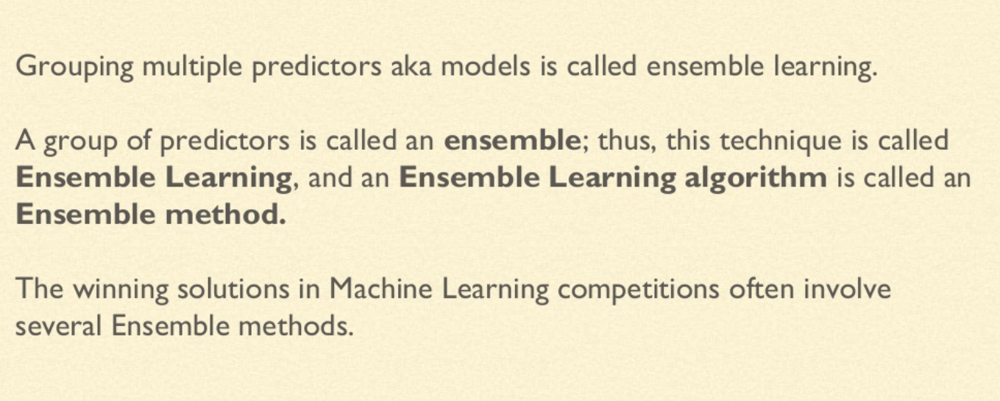 Grouping multiple predictors aka models is called ensemble learning.
A group of predictors is called an ensemble; thus, this technique is called
Ensemble Learning, and an Ensemble Learning algorithm is called an
Ensemble method.
The winning solutions in Machine Learning competitions often involve
several Ensemble methods.